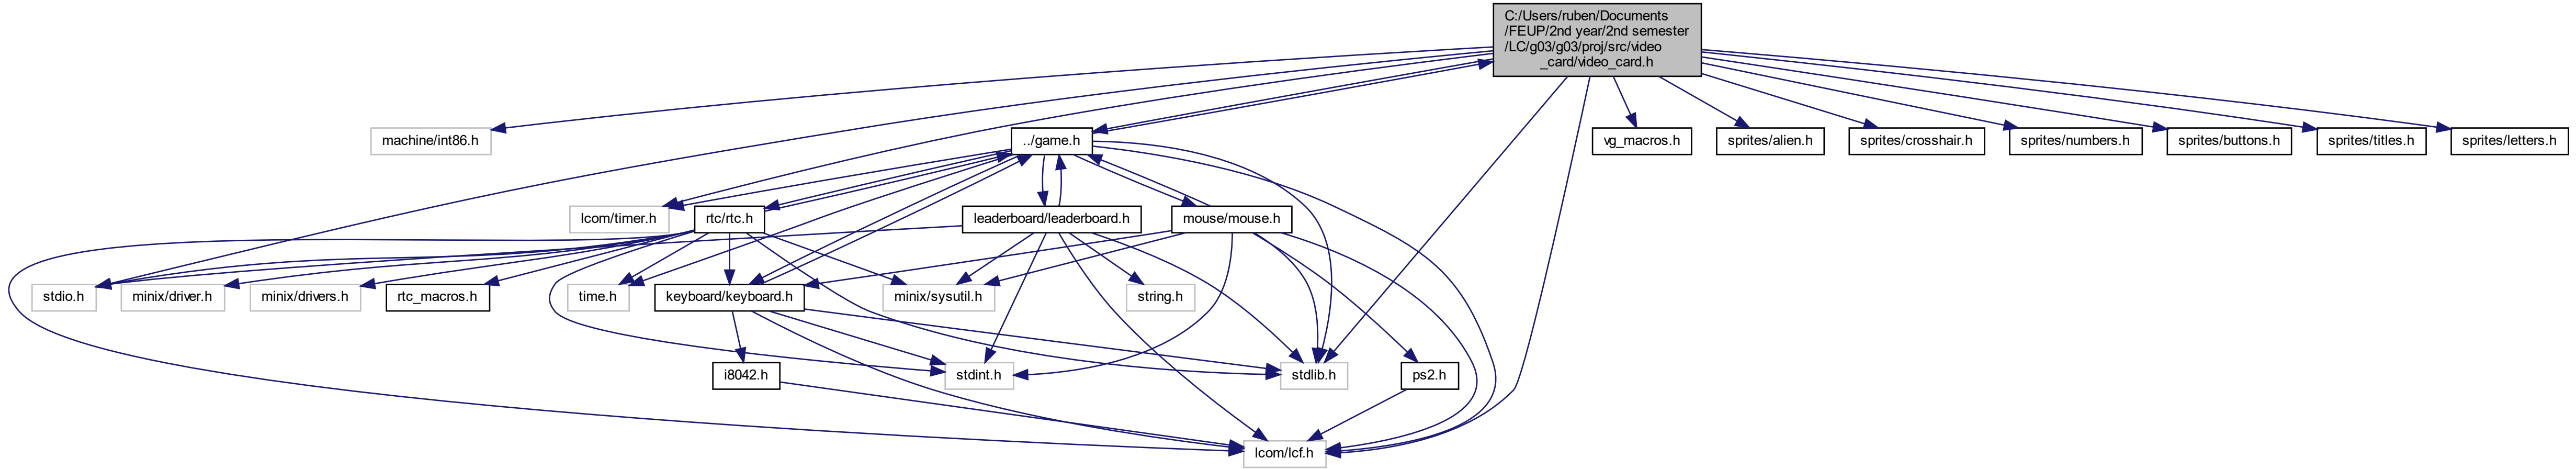 C:/Users/ruben/Documents
/FEUP/2nd year/2nd semester
/LC/g03/g03/proj/src/video
_card/video_card.h
machine/int86.h
../game.h
vg_macros.h
sprites/alien.h
sprites/crosshair.h
sprites/numbers.h
sprites/buttons.h
sprites/titles.h
sprites/letters.h
lcom/timer.h
rtc/rtc.h
leaderboard/leaderboard.h
mouse/mouse.h
stdio.h
minix/driver.h
minix/drivers.h
rtc_macros.h
time.h
keyboard/keyboard.h
minix/sysutil.h
string.h
i8042.h
stdint.h
stdlib.h
ps2.h
lcom/lcf.h